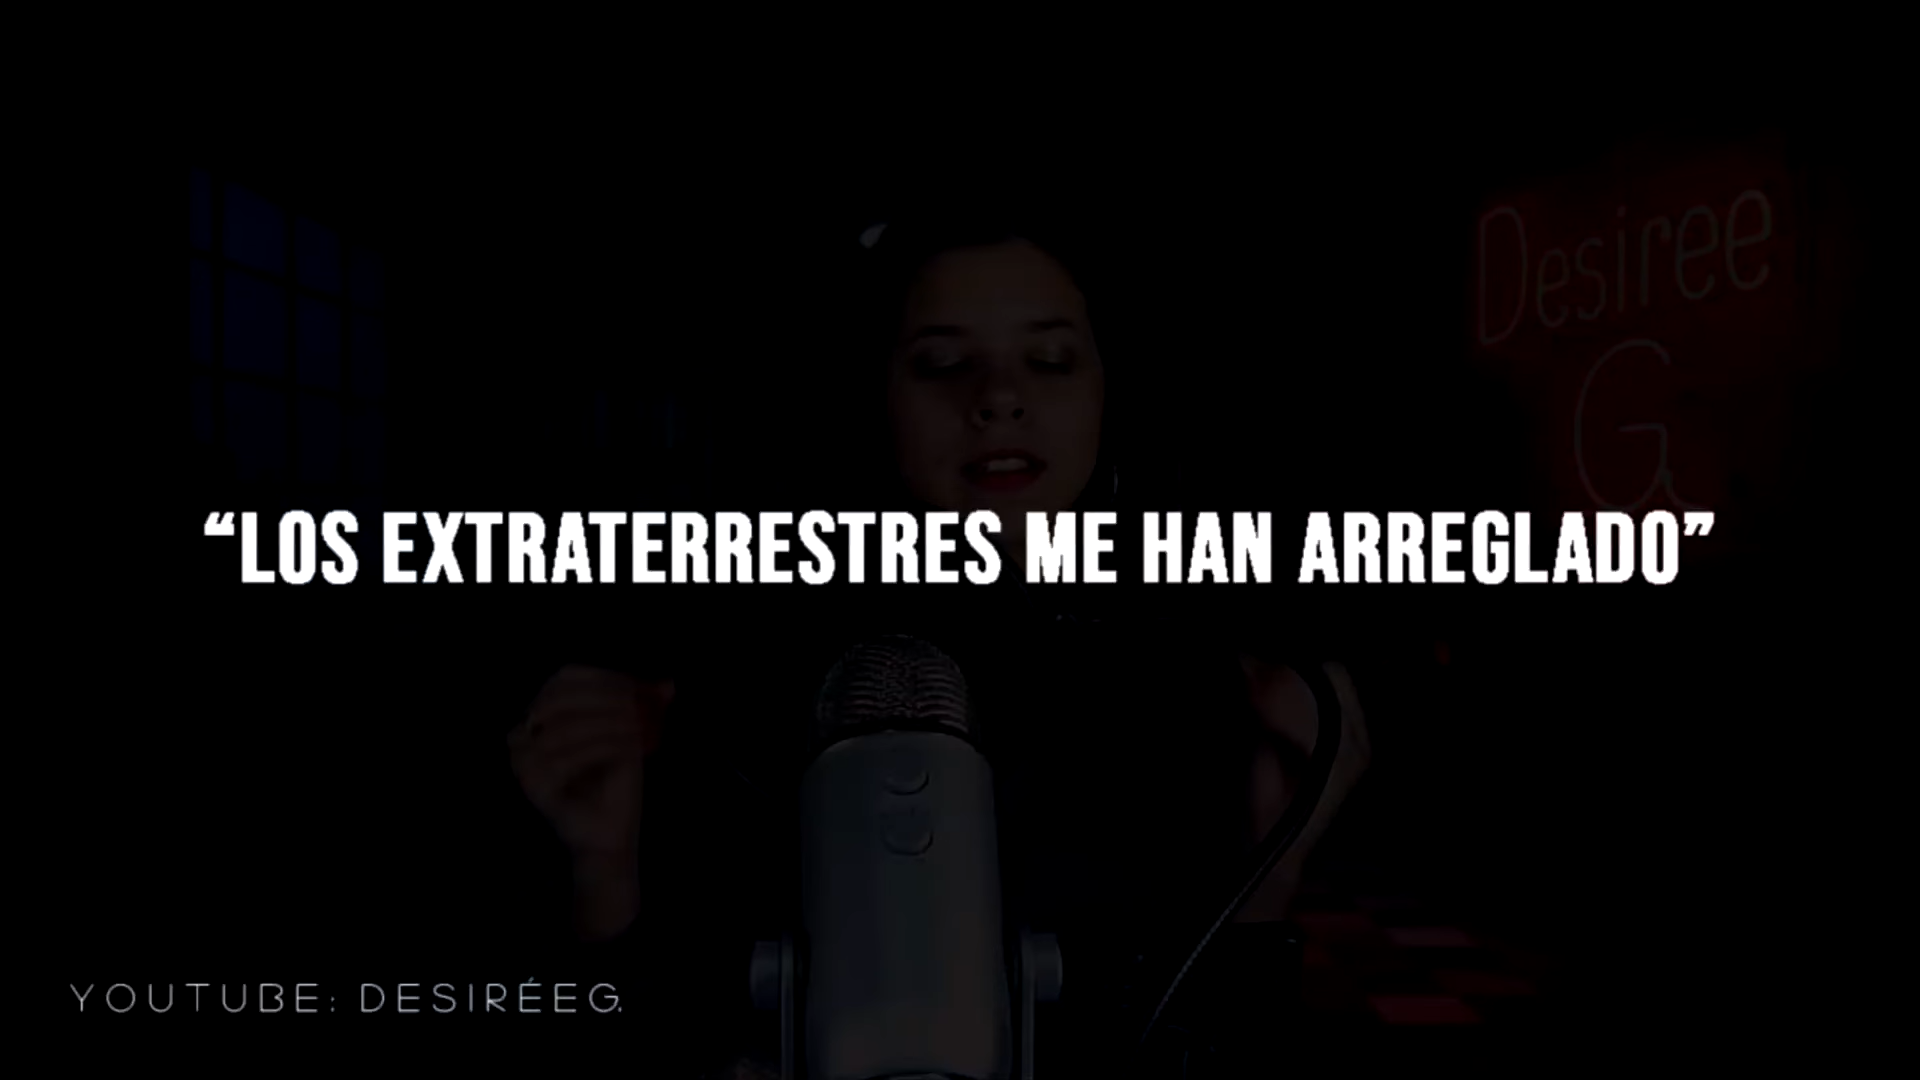 Desiree
G
“LOS EXTRATERRESTRES ME HAN ARREGLADO”
YOUTUBE: DESIRÉEG.